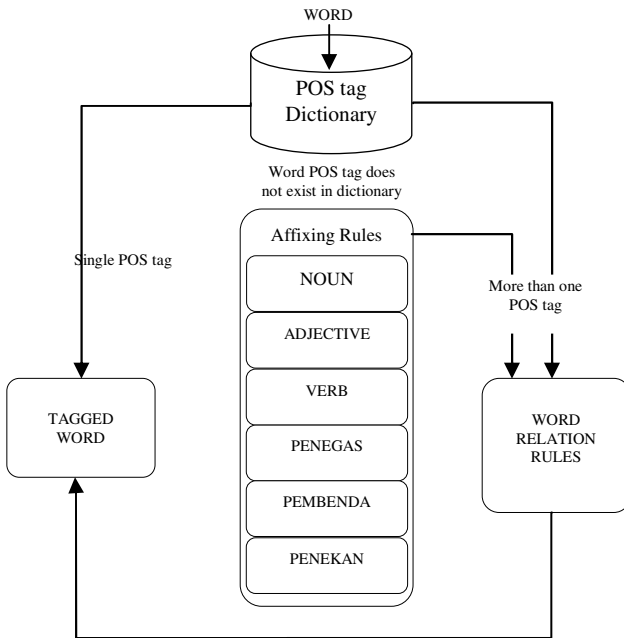 WORD
POS tag
Dictionary
Word POS tag does
not exist in dictionary
Affixing Rules
Single POS tag
NOUN
More than one
POS tag
ADJECTIVE
VERB
TAGGED
WORD
WORD
RELATION
RULES
PENEGAS
PEMBENDA
PENEKAN